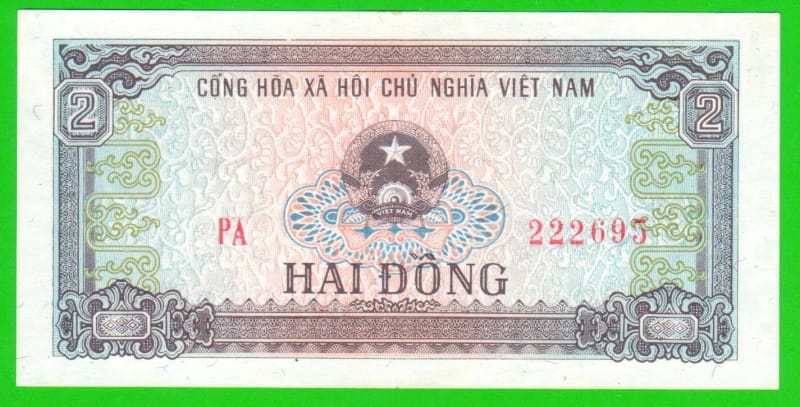 CỘNG HÒA XÃ HỘI CHỦ NGHĨA VIỆT NAM
2 2
VIỆT NAM
PA 222695
HAI ĐỒNG